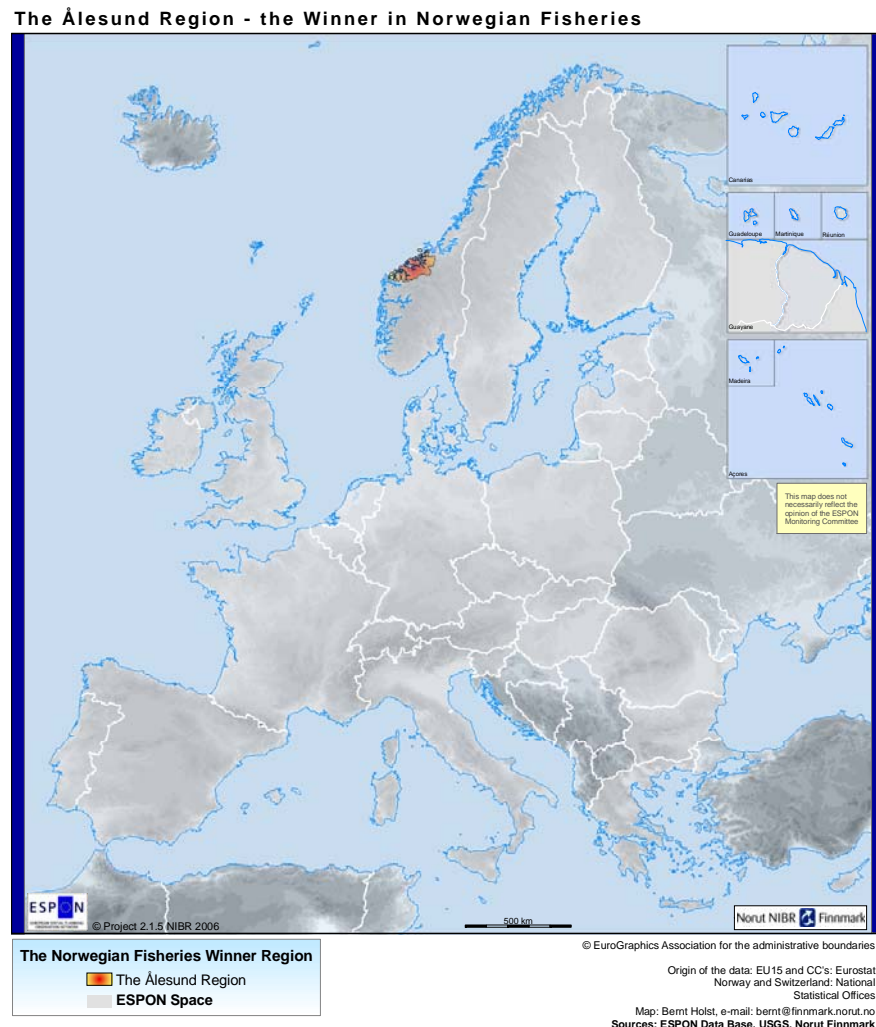 The Ålesund Region - the Winner in Norwegian Fisheries
Canarias
Guadeloupe
Martinique
Réunion
Guayane
Madeira
Açores
This map does not
necessarily reflect the
opinion of the ESPON
Monitoring Committee
ESPON
© Project 2.1.5 NIBR 2006
500 km
Norut NIBR Finnmark
© EuroGraphics Association for the administrative boundaries
The Norwegian Fisheries Winner Region
The Ålesund Region
ESPON Space
Origin of the data: EU15 and CC's: Eurostat
Norway and Switzerland: National
Statistical Offices
Map: Bernt Holst, e-mail: bernt@finnmark.norut.no
Sources: ESPON Data Base, USGS, Norut Finnmark